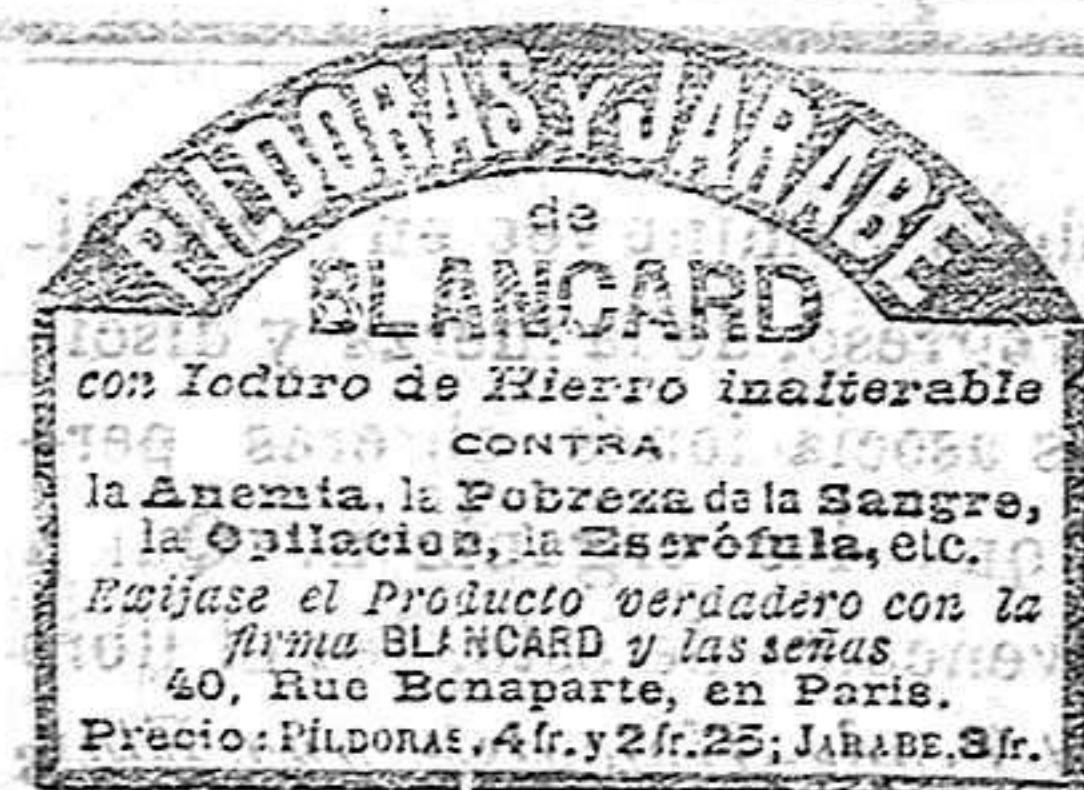 PILDORAS Y JARABE
de
BLANCARD
con Ioduro de Hierro inalterable
CONTRA
la Anemia, la Pobreza de la Sangre,
la Opilacion, la Escrófula, etc.
Exijase el Producto verdadero con la
firma BLANCARD y las señas
40, Rue Bonaparte, en Paris.
Precio: PÍLDORAS, 4 fr. y 2 fr. 25; JARABE, 3 fr.